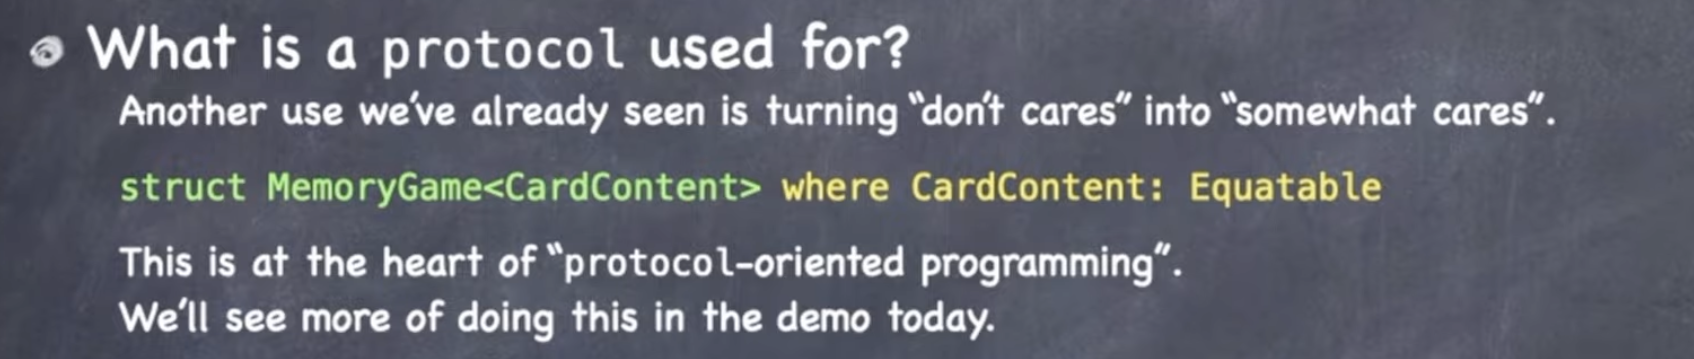 What is a protocol used for?
Another use we've already seen is turning “don't cares” into “somewhat cares”.
struct MemoryGame<CardContent> where CardContent: Equatable
This is at the heart of “protocol-oriented programming”.
We'll see more of doing this in the demo today.